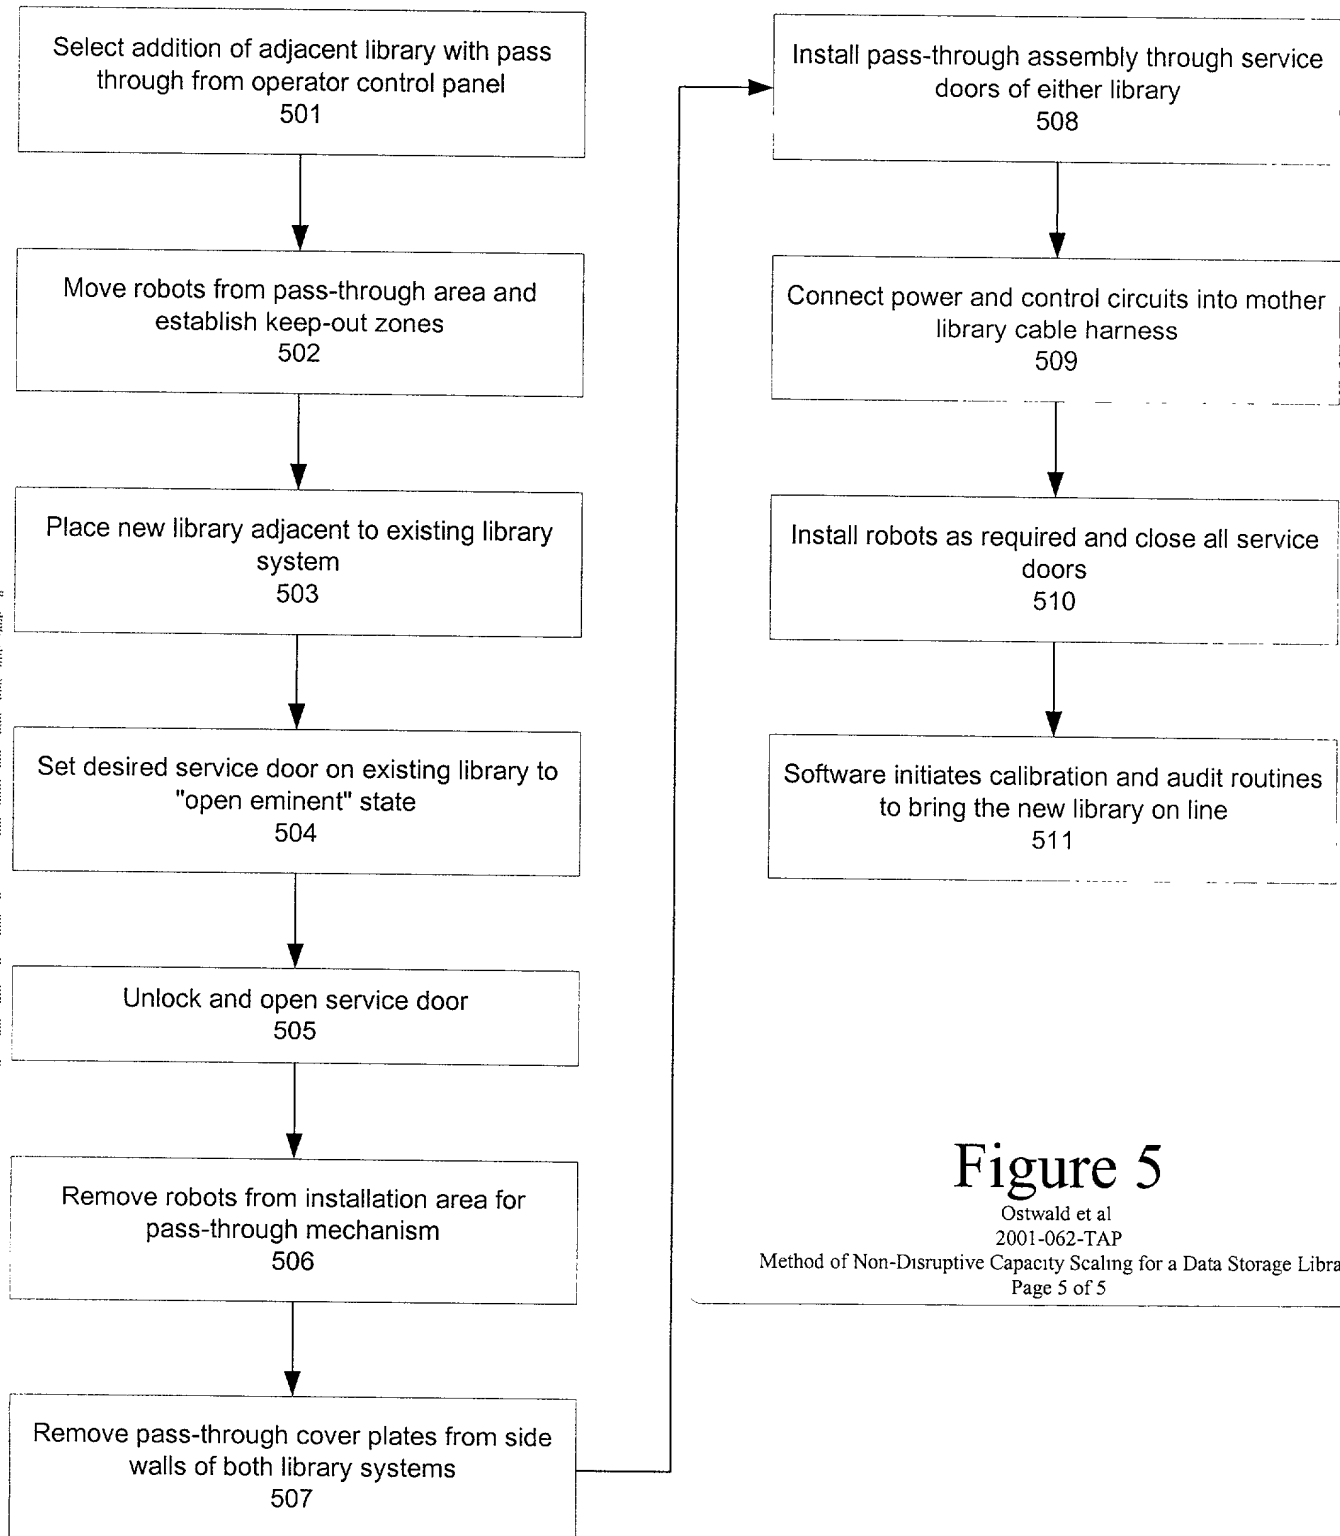 Select addition of adjacent library with pass
through from operator control panel
501
Move robots from pass-through area and
establish keep-out zones
502
Place new library adjacent to existing library
system
503
Set desired service door on existing library to
"open eminent" state
504
Unlock and open service door
505
Remove robots from installation area for
pass-through mechanism
506
Remove pass-through cover plates from side
walls of both library systems
507
Install pass-through assembly through service
doors of either library
508
Connect power and control circuits into mother
library cable harness
509
Install robots as required and close all service
doors
510
Software initiates calibration and audit routines
to bring the new library on line
511
Figure 5
Ostwald et al
2001-062-TAP
Method of Non-Disruptive Capacity Scaling for a Data Storage Libra
Page 5 of 5